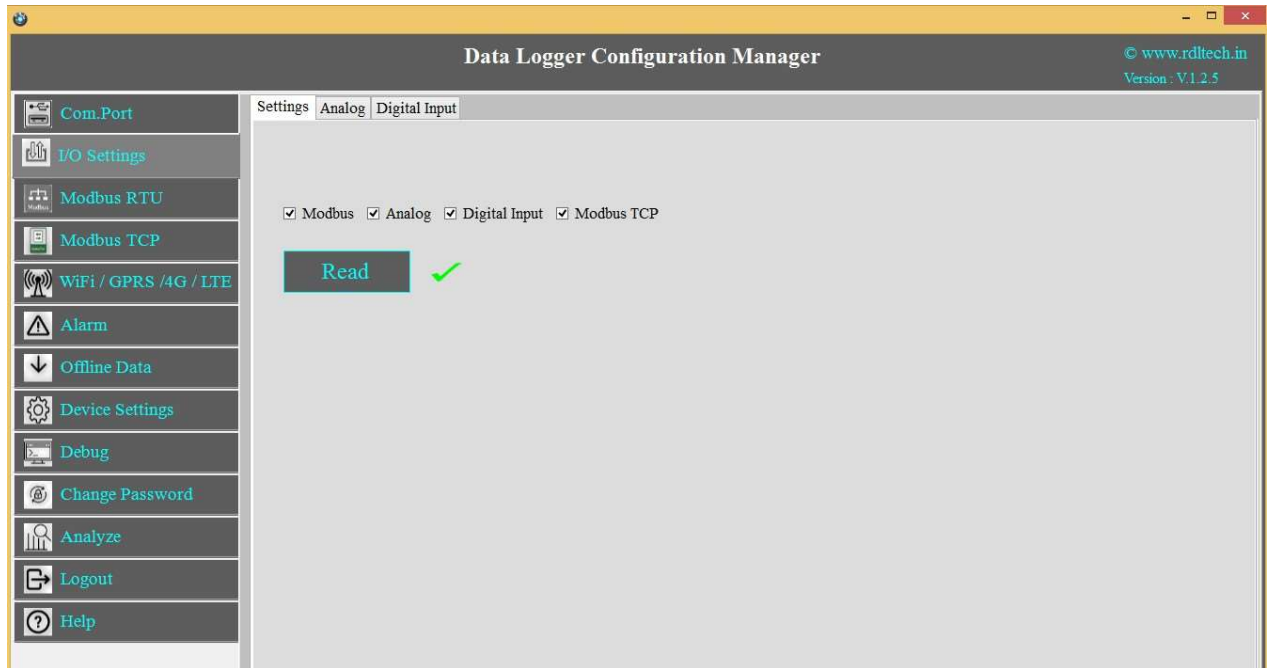 Data Logger Configuration Manager
© www.rdltech.in
Version : V.1.2.5
Com.Port
I/O Settings
Modbus RTU
Modbus TCP
WiFi / GPRS /4G / LTE
Alarm
Offline Data
Device Settings
Debug
Change Password
Analyze
Logout
Help
Settings Analog Digital Input
Modbus Analog Digital Input Modbus TCP
Read